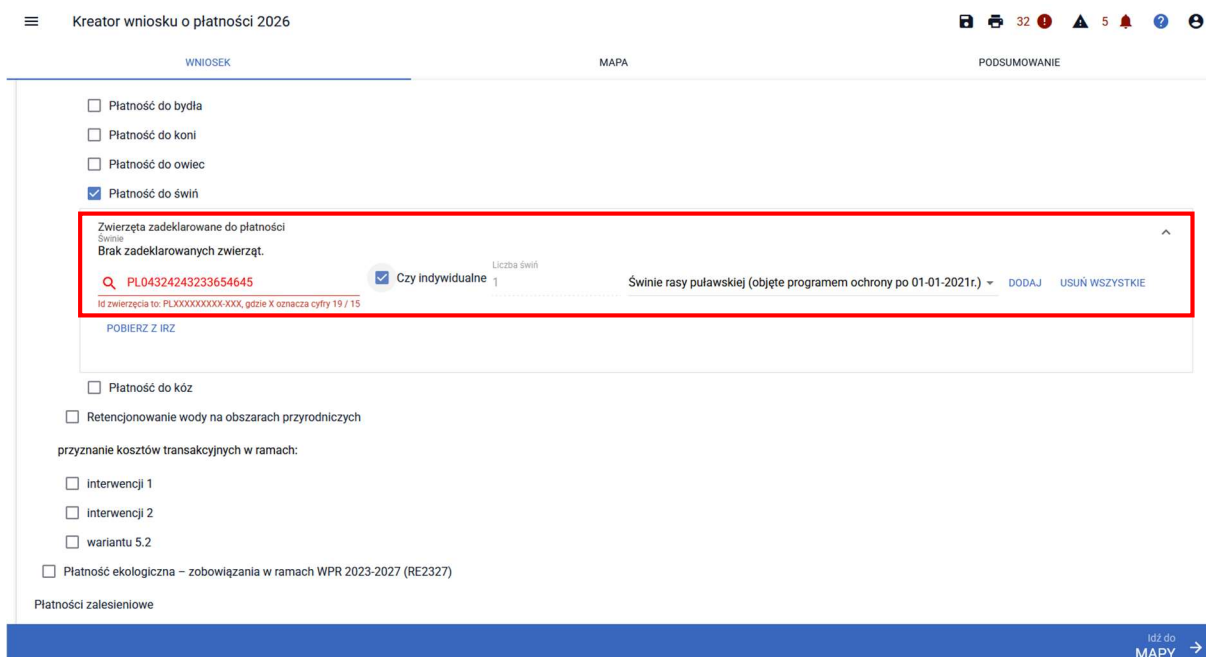 Kreator wniosku o płatności 2026
32
5
WNIOSEK
MAPA
PODSUMOWANIE
Płatność do bydła
Płatność do koni
Płatność do owiec
Płatność do świń
Zwierzęta zadeklarowane do płatności
Świnie
Brak zadeklarowanych zwierząt.
PL04324243233654645
Czy indywidualne
Liczba świń
1
Świnie rasy puławskiej (objęte programem ochrony po 01-01-2021r.)
DODAJ
USUŃ WSZYSTKIE
Id zwierzęcia to: PLXXXXXXXXX-XXX, gdzie X oznacza cyfry 19 / 15
POBIERZ Z IRZ
Płatność do kóz
Retencjonowanie wody na obszarach przyrodniczych
przyznanie kosztów transakcyjnych w ramach:
interwencji 1
interwencji 2
wariantu 5.2
Płatność ekologiczna – zobowiązania w ramach WPR 2023-2027 (RE2327)
Płatności zalesieniowe
Idź do
MAPY